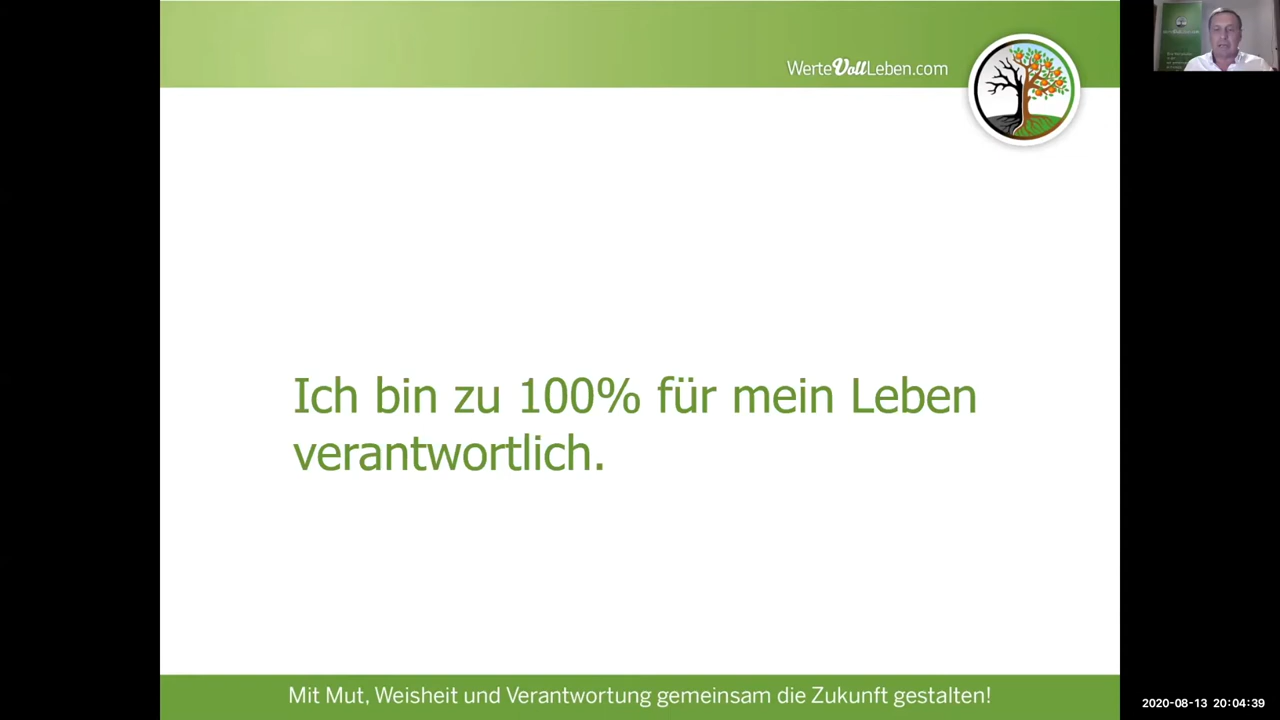 WerteVollLeben.com
Ich bin zu 100% für mein Leben
verantwortlich.
Mit Mut, Weisheit und Verantwortung gemeinsam die Zukunft gestalten!
2020-08-13 20:04:39